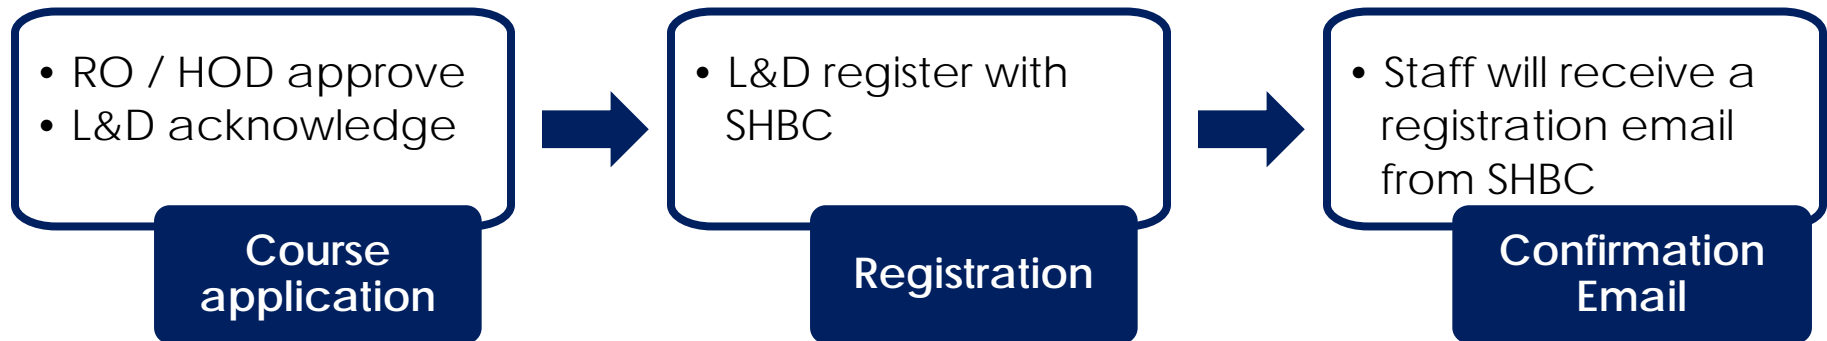 • RO / HOD approve
• L&D acknowledge
Course
application
• L&D register with
SHBC
Registration
• Staff will receive a
registration email
from SHBC
Confirmation
Email